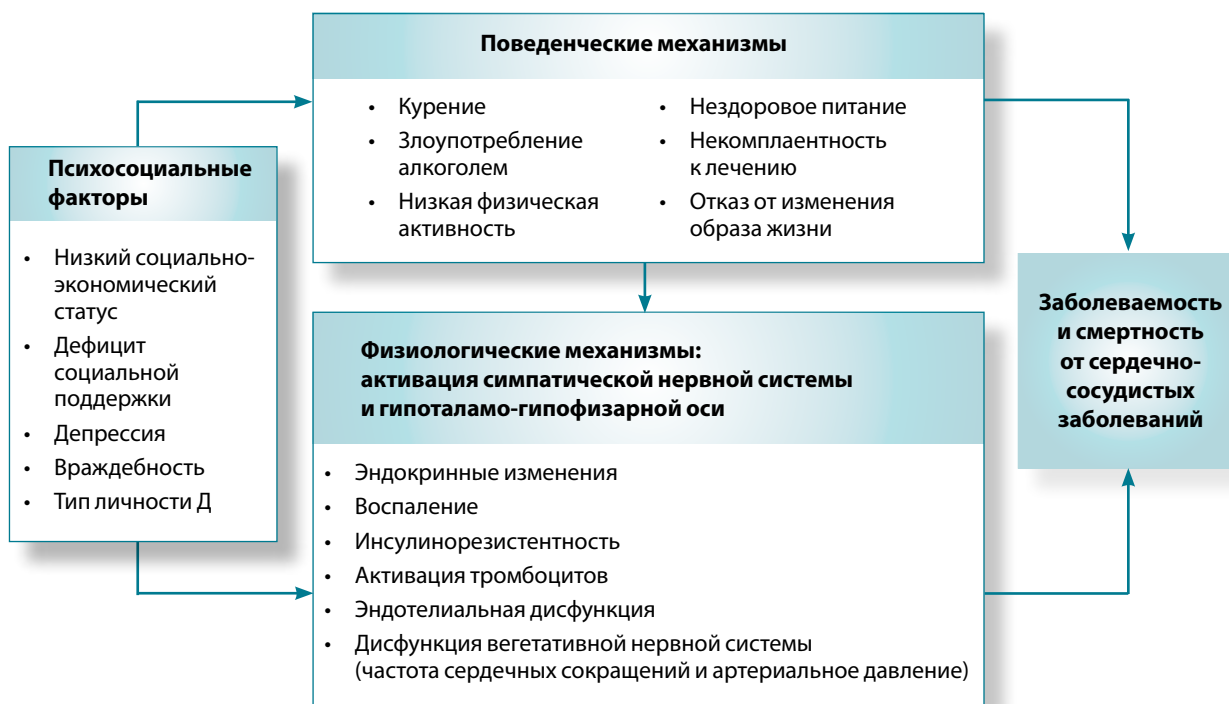 Поведенческие механизмы
• Курение
• Злоупотребление
алкоголем
• Низкая физическая
активность
• Нездоровое питание
• Некомплаентность
к лечению
• Отказ от изменения
образа жизни
Психосоциальные
факторы
• Низкий социально-
экономический
статус
• Дефицит
социальной
поддержки
• Депрессия
• Враждебность
• Тип личности Д
Физиологические механизмы:
активация симпатической нервной системы
и гипоталамо-гипофизарной оси
• Эндокринные изменения
• Воспаление
• Инсулинорезистентность
• Активация тромбоцитов
• Эндотелиальная дисфункция
• Дисфункция вегетативной нервной системы
(частота сердечных сокращений и артериальное давление)
Заболеваемость
и смертность
от сердечно-
сосудистых
заболеваний